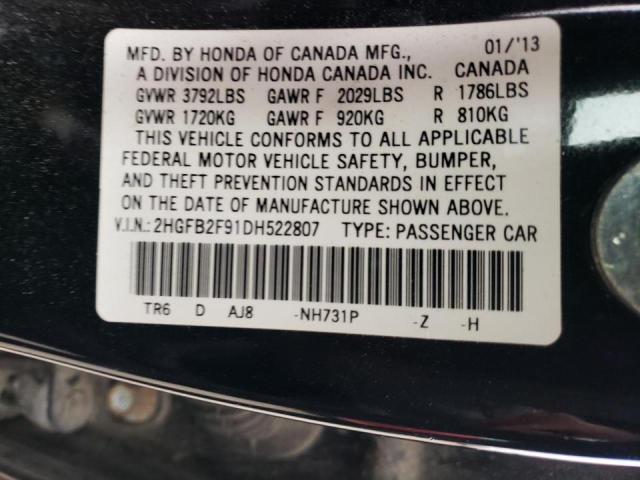 MFD. BY HONDA OF CANADA MFG., 01/'13
A DIVISION OF HONDA CANADA INC. CANADA
GVWR 3792LBS GAWR F 2029LBS R 1786LBS
GVWR 1720KG GAWR F 920KG R 810KG
THIS VEHICLE CONFORMS TO ALL APPLICABLE
FEDERAL MOTOR VEHICLE SAFETY, BUMPER,
AND THEFT PREVENTION STANDARDS IN EFFECT
ON THE DATE OF MANUFACTURE SHOWN ABOVE.
V.I.N.: 2HGFB2F91DH522807 TYPE: PASSENGER CAR
TR6 D AJ8 -NH731P -Z -H